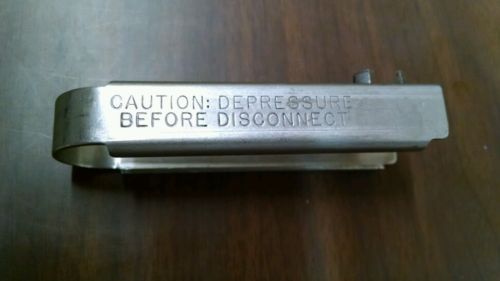 CAUTION: DEPRESSURE
BEFORE DISCONNECT